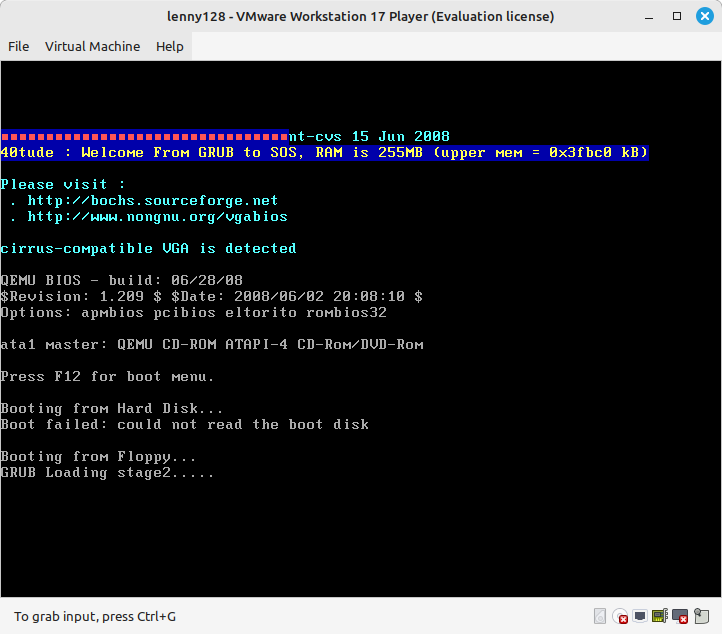 lenny128 - VMware Workstation 17 Player (Evaluation license)
File Virtual Machine Help
nt-cvs 15 Jun 2008
40tude : Welcome From GRUB to SOS, RAM is 255MB (upper mem = 0x3fbc0 kB)
Please visit :
. http://bochs.sourceforge.net
. http://www.nongnu.org/vgabios
cirrus-compatible VGA is detected
QEMU BIOS - build: 06/28/08
$Revision: 1.209 $ $Date: 2008/06/02 20:08:10 $
Options: apmbios pcibios eltorito rombios32
ata1 master: QEMU CD-ROM ATAPI-4 CD-Rom/DVD-Rom
Press F12 for boot menu.
Booting from Hard Disk...
Boot failed: could not read the boot disk
Booting from Floppy...
GRUB Loading stage2.....
To grab input, press Ctrl+G